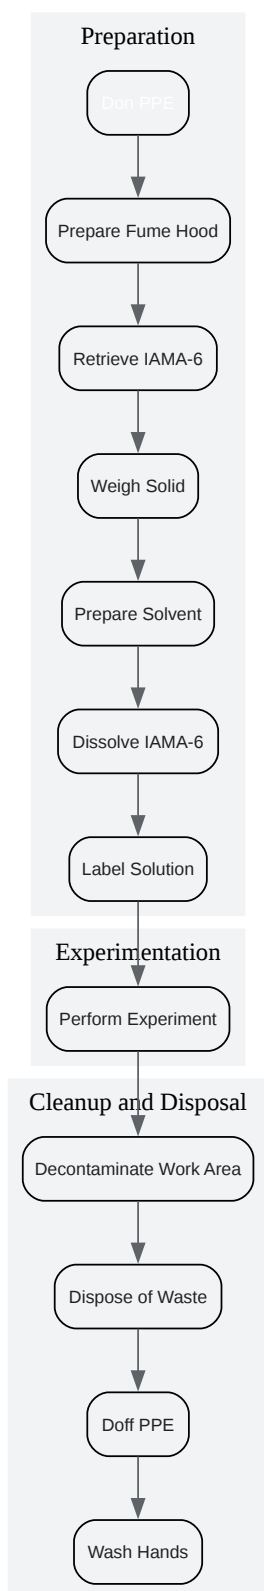 Preparation
Don PPE
Prepare Fume Hood
Retrieve IAMA-6
Weigh Solid
Prepare Solvent
Dissolve IAMA-6
Label Solution
Experimentation
Perform Experiment
Cleanup and Disposal
Decontaminate Work Area
Dispose of Waste
Doff PPE
Wash Hands